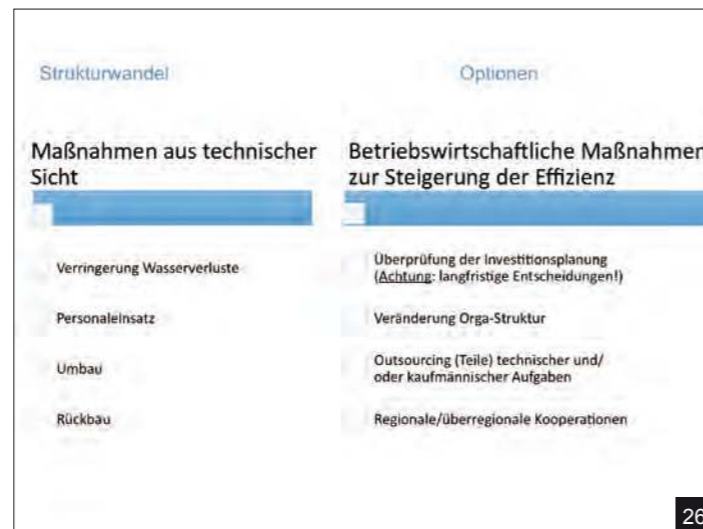 Strukturwandel
Optionen
Maßnahmen aus technischer
Sicht
Verringerung Wasserverluste
Personaleinsatz
Umbau
Rückbau
Betriebswirtschaftliche Maßnahmen
zur Steigerung der Effizienz
Überprüfung der Investitionsplanung
(Achtung: langfristige Entscheidungen!)
Veränderung Orga-Struktur
Outsourcing (Teile) technischer und/
oder kaufmännischer Aufgaben
Regionale/überregionale Kooperationen
26